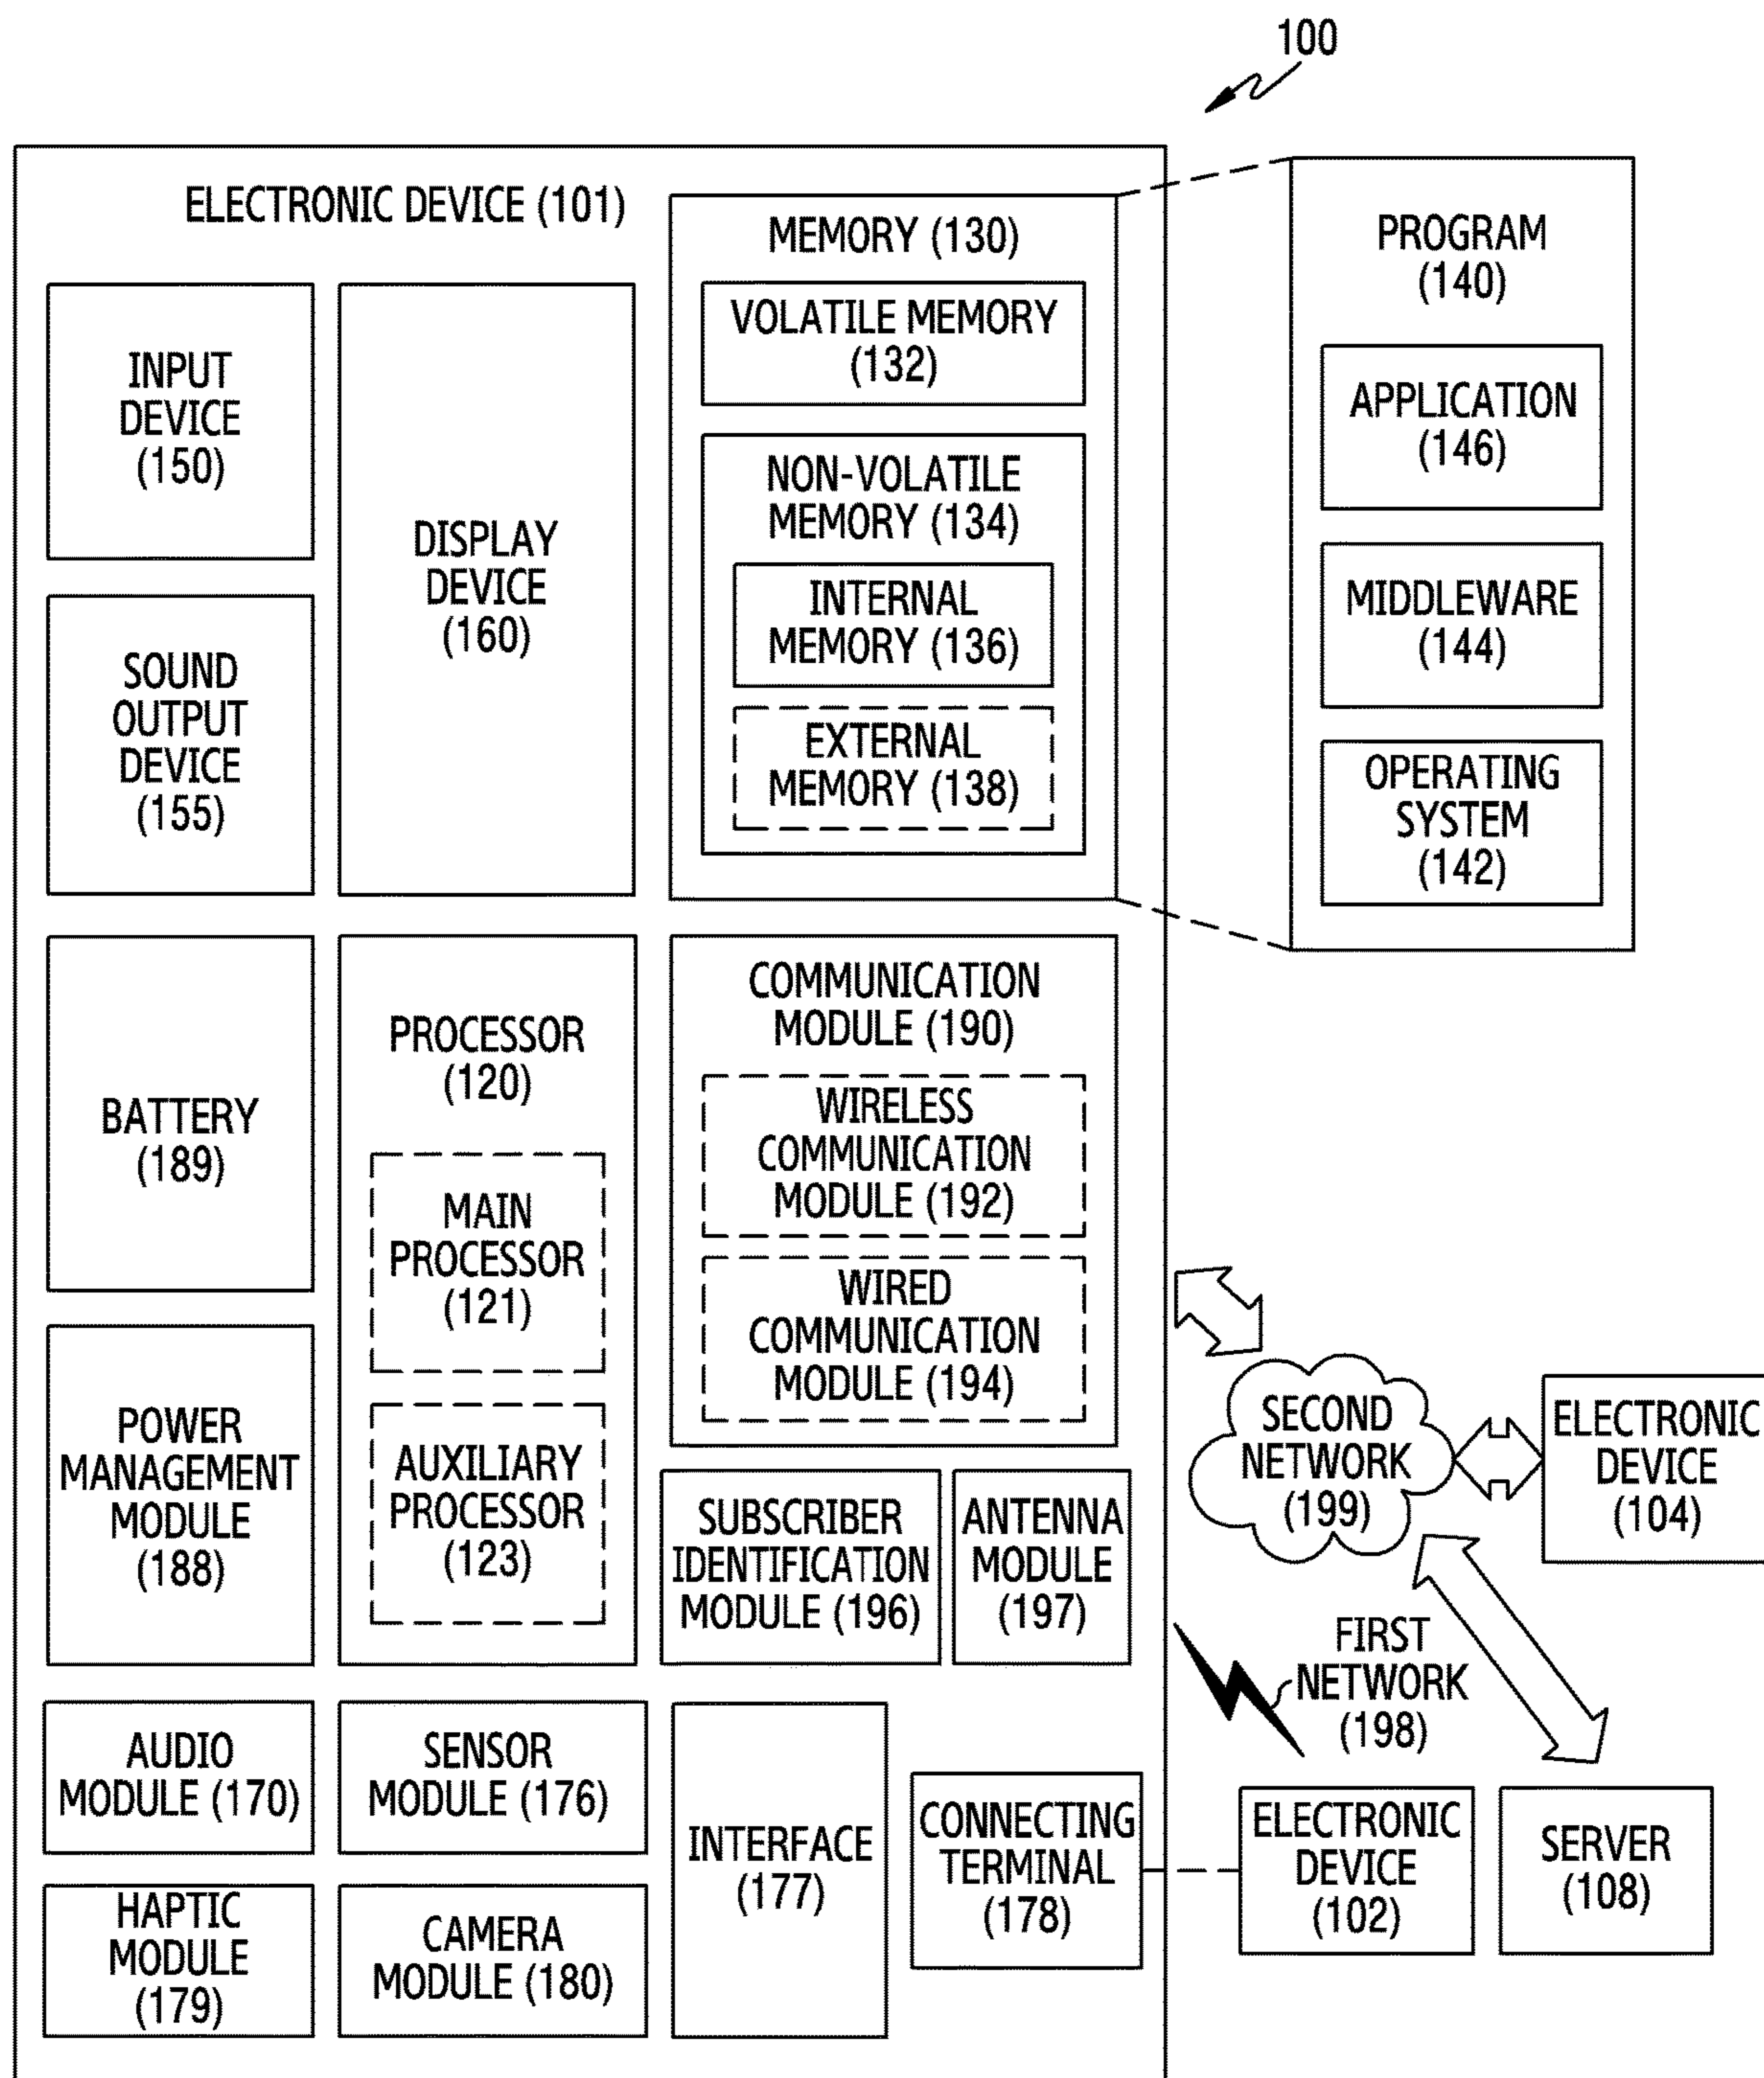 100
ELECTRONIC DEVICE (101)
INPUT
DEVICE
(150)
SOUND
OUTPUT
DEVICE
(155)
DISPLAY
DEVICE
(160)
MEMORY (130)
VOLATILE MEMORY
(132)
NON-VOLATILE
MEMORY (134)
INTERNAL
MEMORY (136)
EXTERNAL
MEMORY (138)
PROGRAM
(140)
APPLICATION
(146)
MIDDLEWARE
(144)
OPERATING
SYSTEM
(142)
BATTERY
(189)
POWER
MANAGEMENT
MODULE
(188)
PROCESSOR
(120)
MAIN
PROCESSOR
(121)
AUXILIARY
PROCESSOR
(123)
COMMUNICATION
MODULE (190)
WIRELESS
COMMUNICATION
MODULE (192)
WIRED
COMMUNICATION
MODULE (194)
SUBSCRIBER
IDENTIFICATION
MODULE (196)
ANTENNA
MODULE
(197)
SECOND
NETWORK
(199)
ELECTRONIC
DEVICE
(104)
FIRST
NETWORK
(198)
AUDIO
MODULE (170)
SENSOR
MODULE (176)
INTERFACE
(177)
CONNECTING
TERMINAL
(178)
ELECTRONIC
DEVICE
(102)
SERVER
(108)
HAPTIC
MODULE
(179)
CAMERA
MODULE (180)